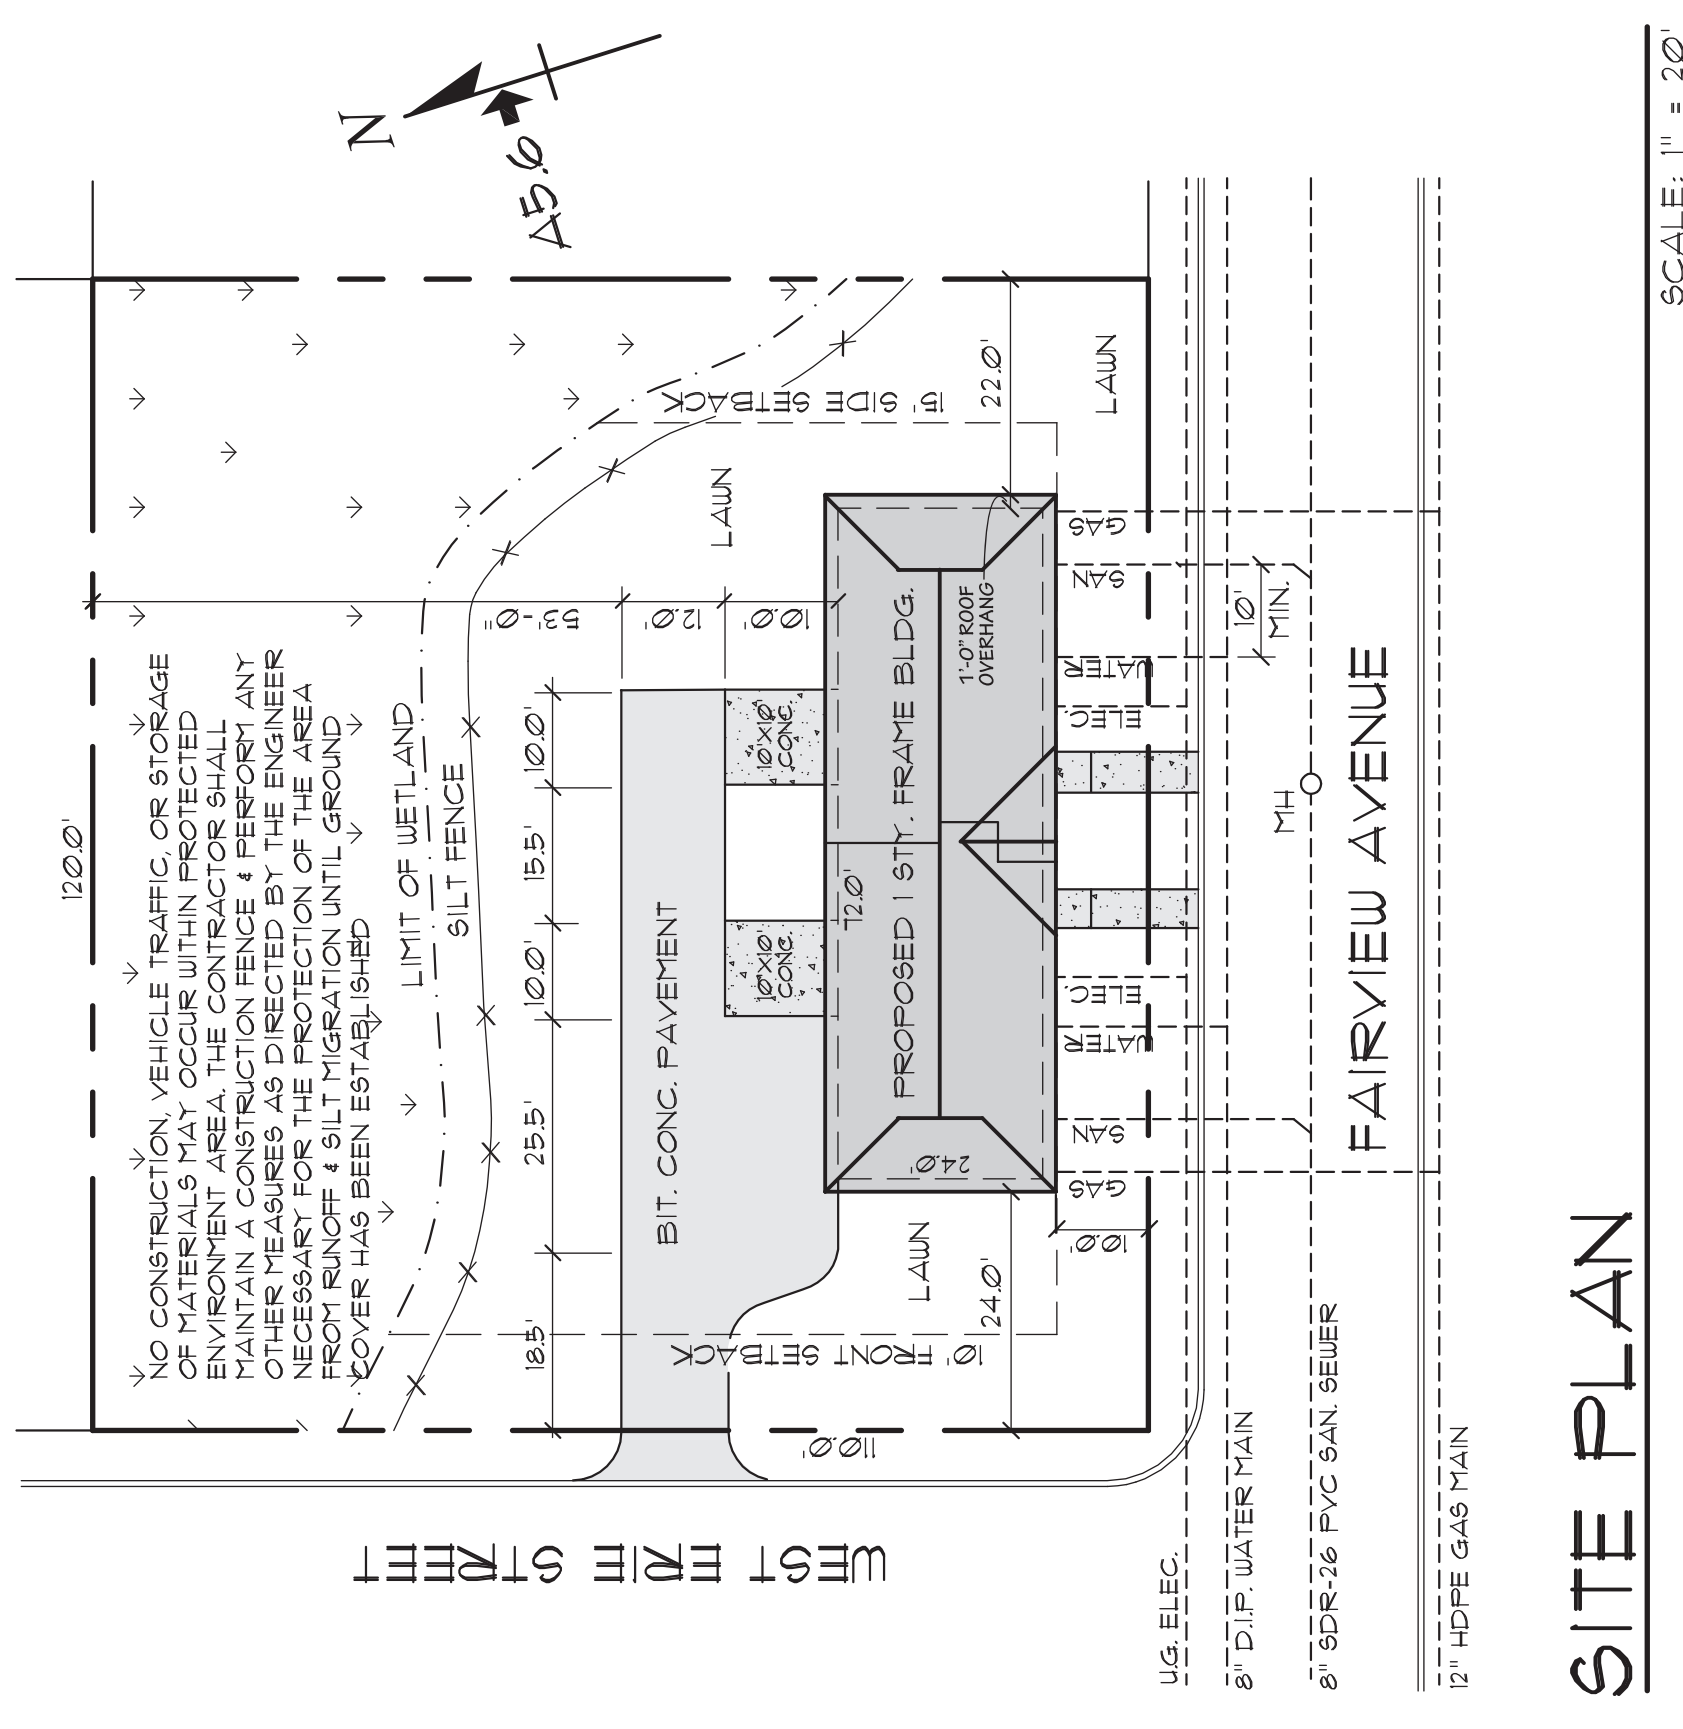 N
A5.6
120.0'
NO CONSTRUCTION, VEHICLE TRAFFIC, OR STORAGE
OF MATERIALS MAY OCCUR WITHIN PROTECTED
ENVIRONMENT AREA. THE CONTRACTOR SHALL
MAINTAIN A CONSTRUCTION FENCE & PERFORM ANY
OTHER MEASURES AS DIRECTED BY THE ENGINEER
NECESSARY FOR THE PROTECTION OF THE AREA
FROM RUNOFF & SILT MIGRATION UNTIL GROUND
COVER HAS BEEN ESTABLISHED
LIMIT OF WETLAND
SILT FENCE
53'-0"
12.0'
10.0'
18.5'
25.5'
10.0'
15.5'
10.0'
BIT. CONC. PAVEMENT
LAWN
15' SIDE SETBACK
10'X10'
CONC.
10'X10'
CONC.
72.0'
PROPOSED 1 STY. FRAME BLDG.
24.0'
1'-0" ROOF
OVERHANG
22.0'
LAWN
LAWN
24.0'
10' FRONT SETBACK
110.0'
10.0'
GAS
SAN
WATER
ELEC.
ELEC.
WATER
SAN
GAS
10'
MIN.
MH
WEST ERIE STREET
FAIRVIEW AVENUE
U.G. ELEC.
8" D.I.P. WATER MAIN
8" SDR-26 PVC SAN. SEWER
12" HDPE GAS MAIN
SITE PLAN
SCALE: 1" = 20'